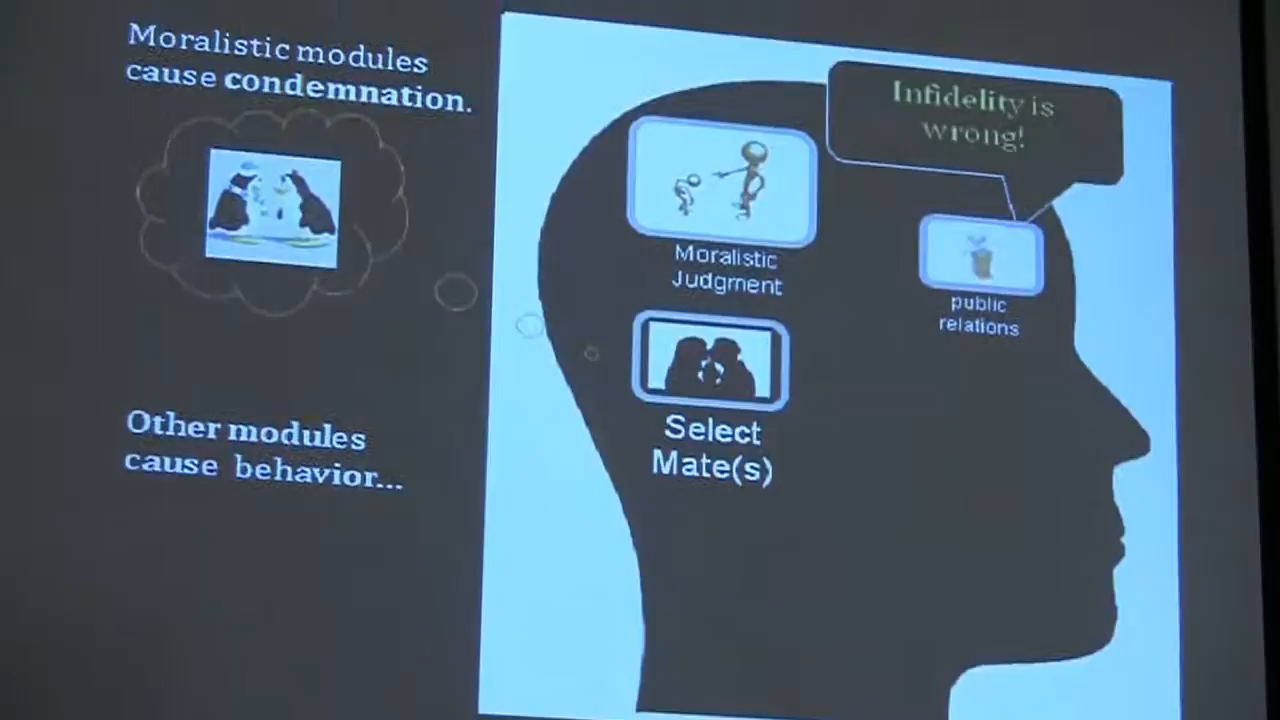 Moralistic modules
cause condemnation.
Infidelity is
wrong!
Moralistic
Judgment
public
relations
Select
Mate(s)
Other modules
cause behavior...